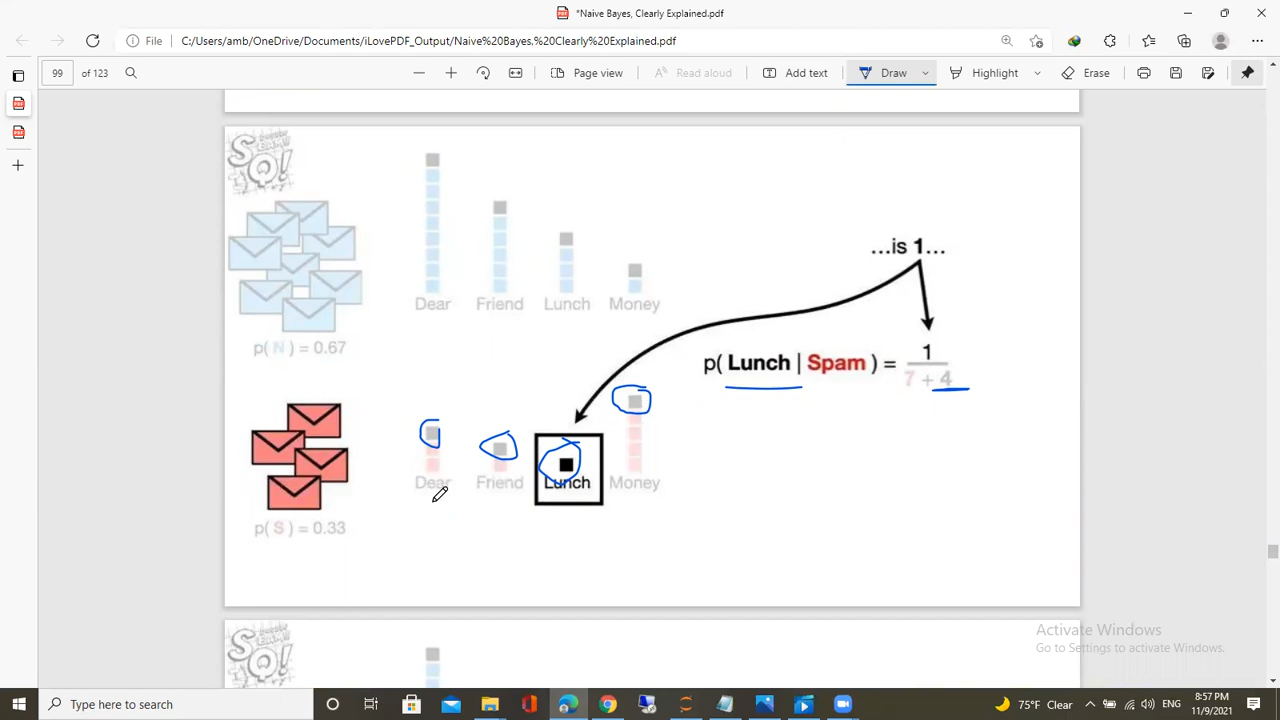 *Naive Bayes, Clearly Explained.pdf
File
C:/Users/amb/OneDrive/Documents/iLovePDF_Output/Naive%20Bayes,%20Clearly%20Explained.pdf
99 of 123
Page view
Read aloud
Add text
Draw
Highlight
Erase
SQ!
…is 1…
Dear Friend Lunch Money
p( N ) = 0.67
p( Lunch | Spam ) = 1
7 + 4
Dear Friend Lunch Money
p( S ) = 0.33
SQ!
Activate Windows
Go to Settings to activate Windows.
Type here to search
75°F Clear
8:57 PM
11/9/2021